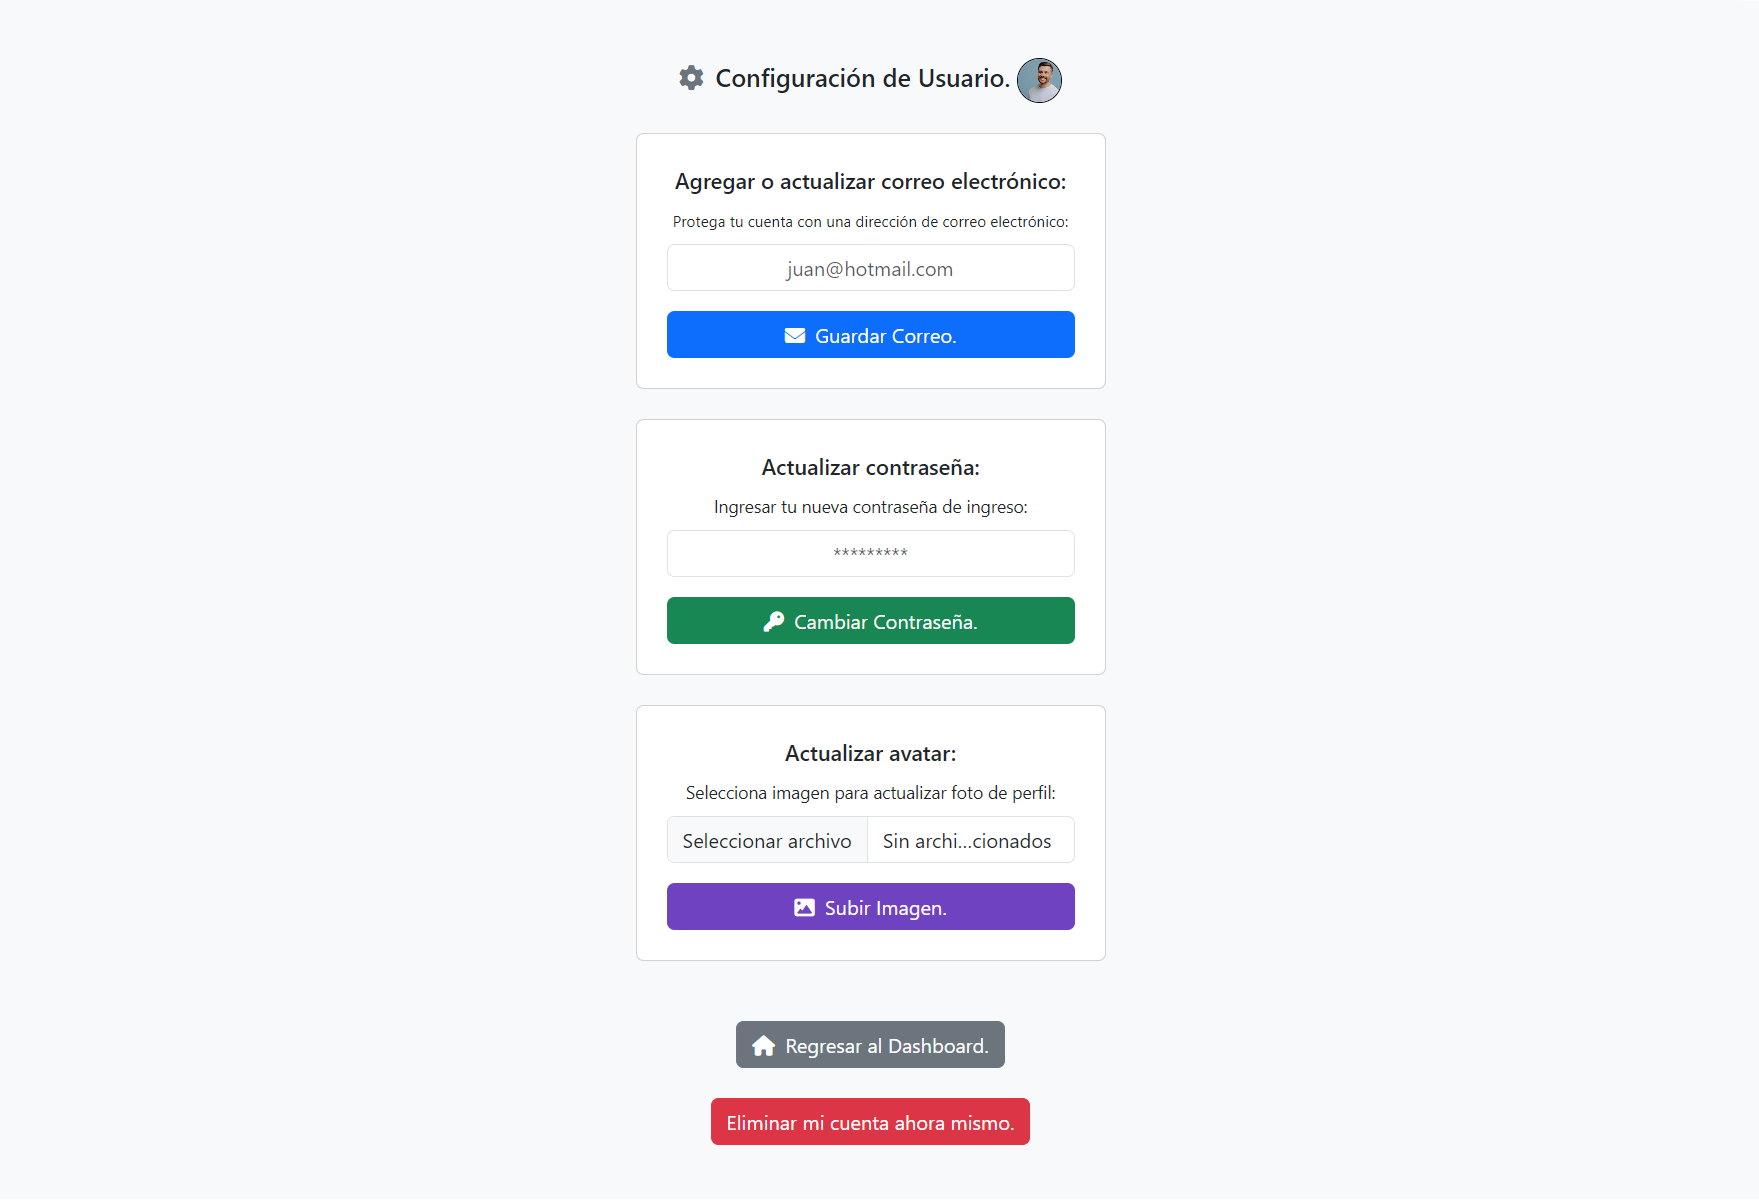 Configuración de Usuario.
Agregar o actualizar correo electrónico:
Protega tu cuenta con una dirección de correo electrónico:
juan@hotmail.com
Guardar Correo.
Actualizar contraseña:
Ingresar tu nueva contraseña de ingreso:
*********
Cambiar Contraseña.
Actualizar avatar:
Selecciona imagen para actualizar foto de perfil:
Seleccionar archivo Sin archi...cionados
Subir Imagen.
Regresar al Dashboard.
Eliminar mi cuenta ahora mismo.